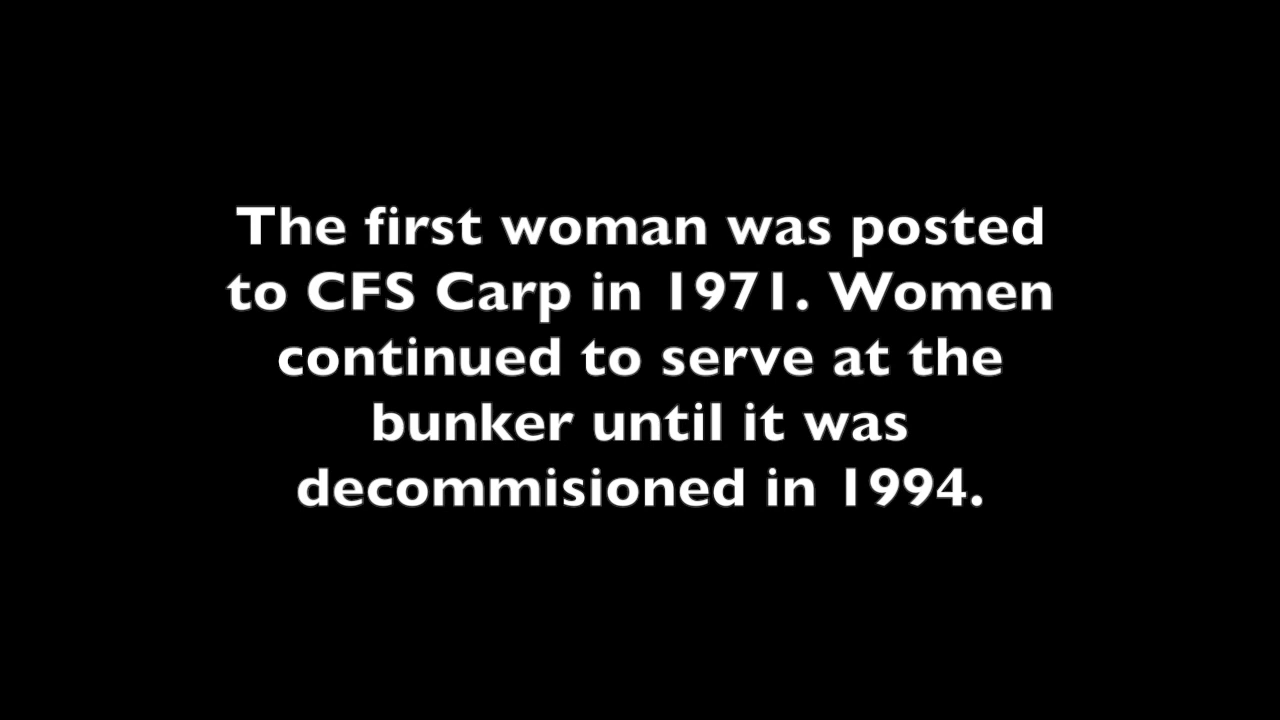 The first woman was posted
to CFS Carp in 1971. Women
continued to serve at the
bunker until it was
decommisioned in 1994.